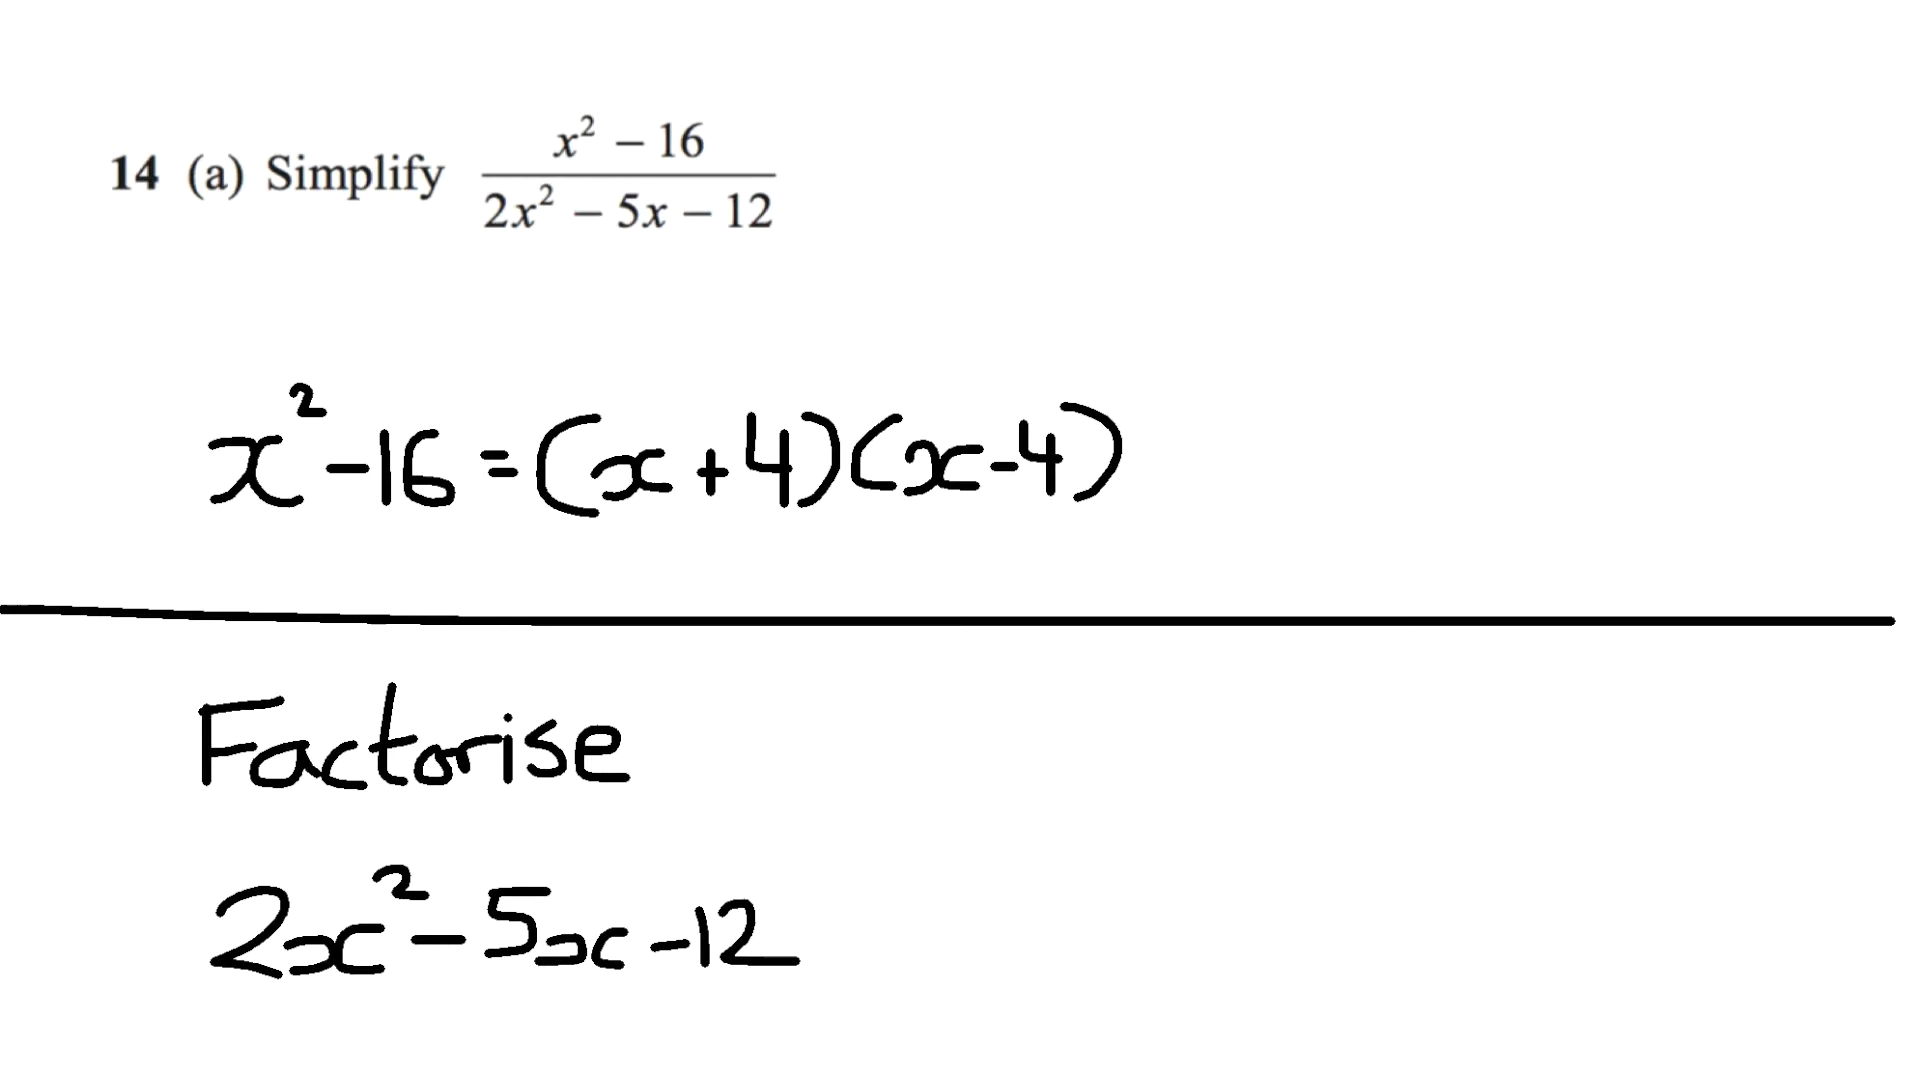 14 (a) Simplify x² − 16
2x² − 5x − 12
x² - 16 = (x + 4)(x - 4)
Factorise
2x² - 5x - 12